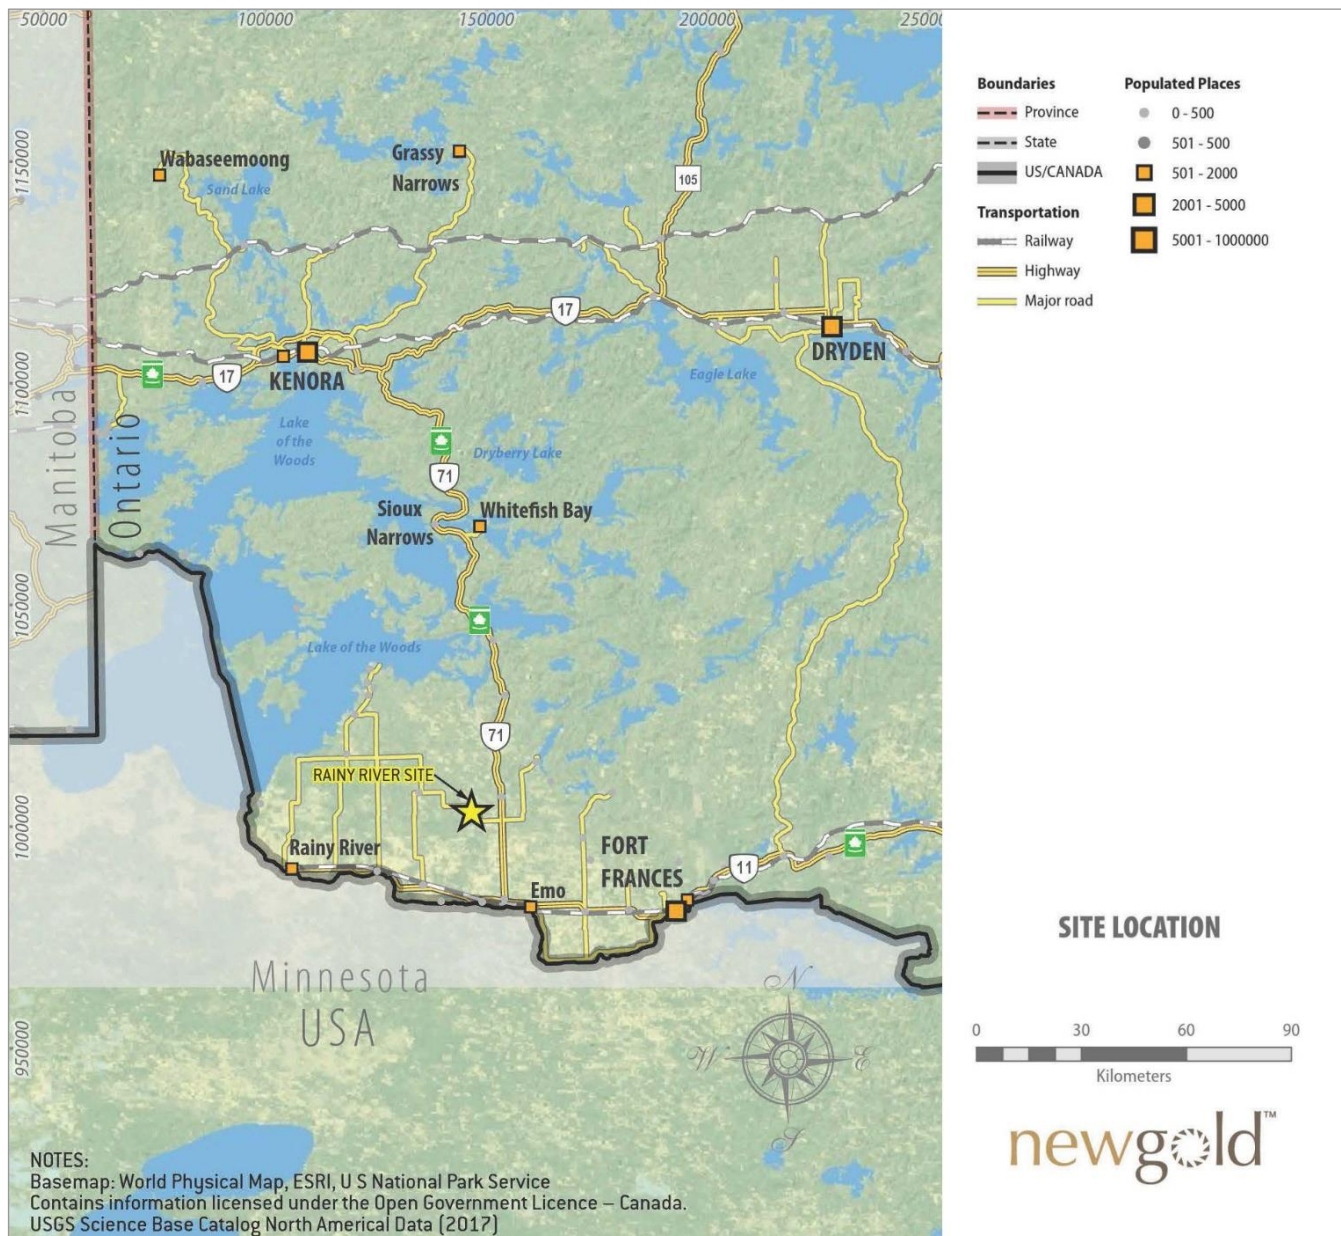 50000 100000 150000 200000 25000
1150000
1100000
1050000
1000000
950000
Wabaseemoong
Sand Lake
Grassy
Narrows
105
17
17
KENORA
DRYDEN
Eagle Lake
Manitoba
Ontario
Lake
of the
Woods
71
Dryberry Lake
Sioux
Narrows
Whitefish Bay
Lake of the Woods
71
RAINY RIVER SITE
Rainy River
Emo
FORT
FRANCES
11
Minnesota
USA
N
W
E
S
NOTES:
Basemap: World Physical Map, ESRI, U S National Park Service
Contains information licensed under the Open Government Licence – Canada.
USGS Science Base Catalog North Americal Data (2017)
Boundaries
Province
State
US/CANADA
Transportation
Railway
Highway
Major road
Populated Places
0 - 500
501 - 500
501 - 2000
2001 - 5000
5001 - 1000000
SITE LOCATION
0 30 60 90
Kilometers
newgold™